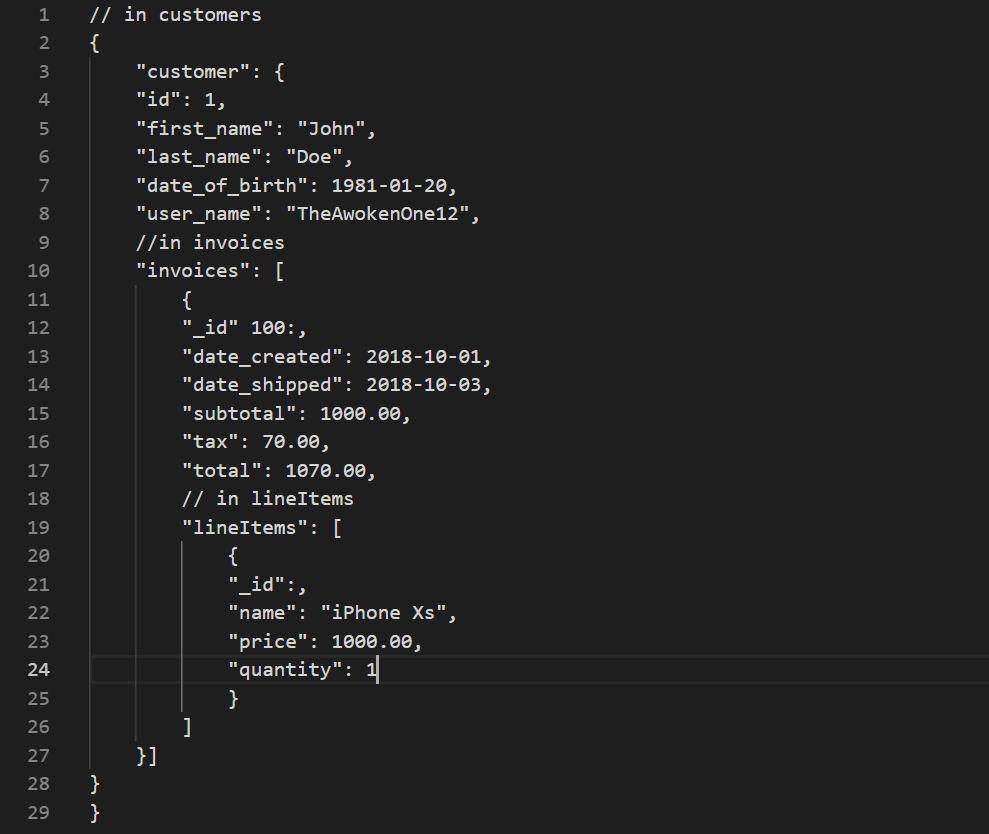 1 // in customers
2 {
3     "customer": {
4     "id": 1,
5     "first_name": "John",
6     "last_name": "Doe",
7     "date_of_birth": 1981-01-20,
8     "user_name": "TheAwokenOne12",
9     //in invoices
10     "invoices": [
11         {
12         "_id" 100:,
13         "date_created": 2018-10-01,
14         "date_shipped": 2018-10-03,
15         "subtotal": 1000.00,
16         "tax": 70.00,
17         "total": 1070.00,
18         // in lineItems
19         "lineItems": [
20             {
21             "_id":,
22             "name": "iPhone Xs",
23             "price": 1000.00,
24             "quantity": 1
25             }
26         ]
27     }]
28 }
29 }